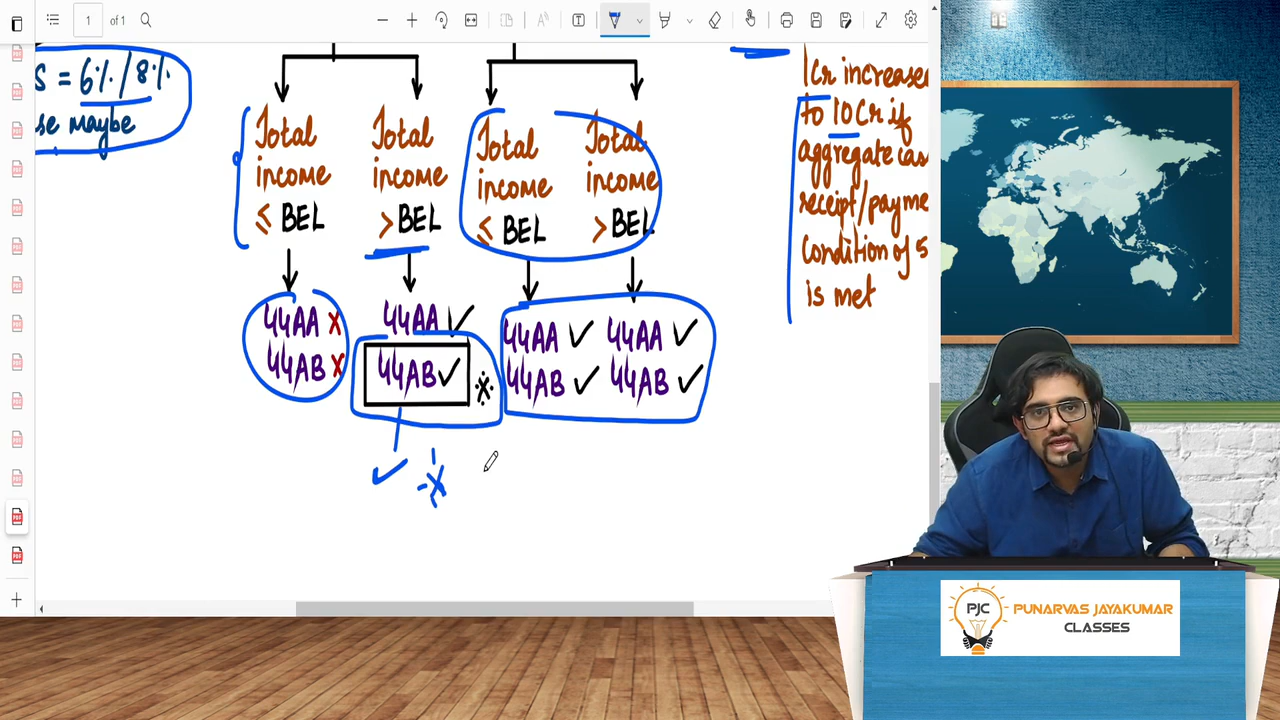 1 of 1
S = 6%/8%
se maybe
Total
income
≤ BEL
Total
income
> BEL
Total
income
≤ BEL
Total
income
> BEL
44AA ✗
44AB ✗
44AA ✓
44AB ✓ ※
44AA ✓
44AB ✓
44AA ✓
44AB ✓
1Cr increase
to 10Cr if
aggregate cas
receipt/payme
condition of 5
is met
PJC
PUNARVAS JAYAKUMAR
CLASSES